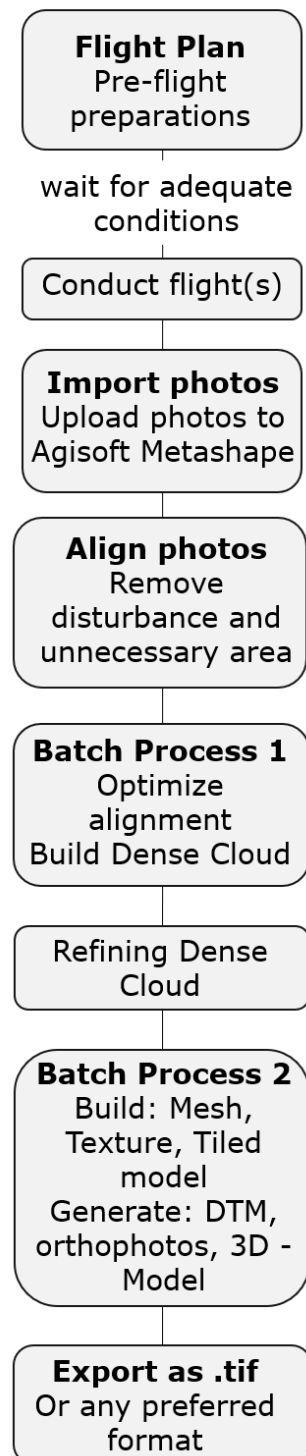 Flight Plan
Pre-flight
preparations
wait for adequate
conditions
Conduct flight(s)
Import photos
Upload photos to
Agisoft Metashape
Align photos
Remove
disturbance and
unnecessary area
Batch Process 1
Optimize
alignment
Build Dense Cloud
Refining Dense
Cloud
Batch Process 2
Build: Mesh,
Texture, Tiled
model
Generate: DTM,
orthophotos, 3D -
Model
Export as .tif
Or any preferred
format